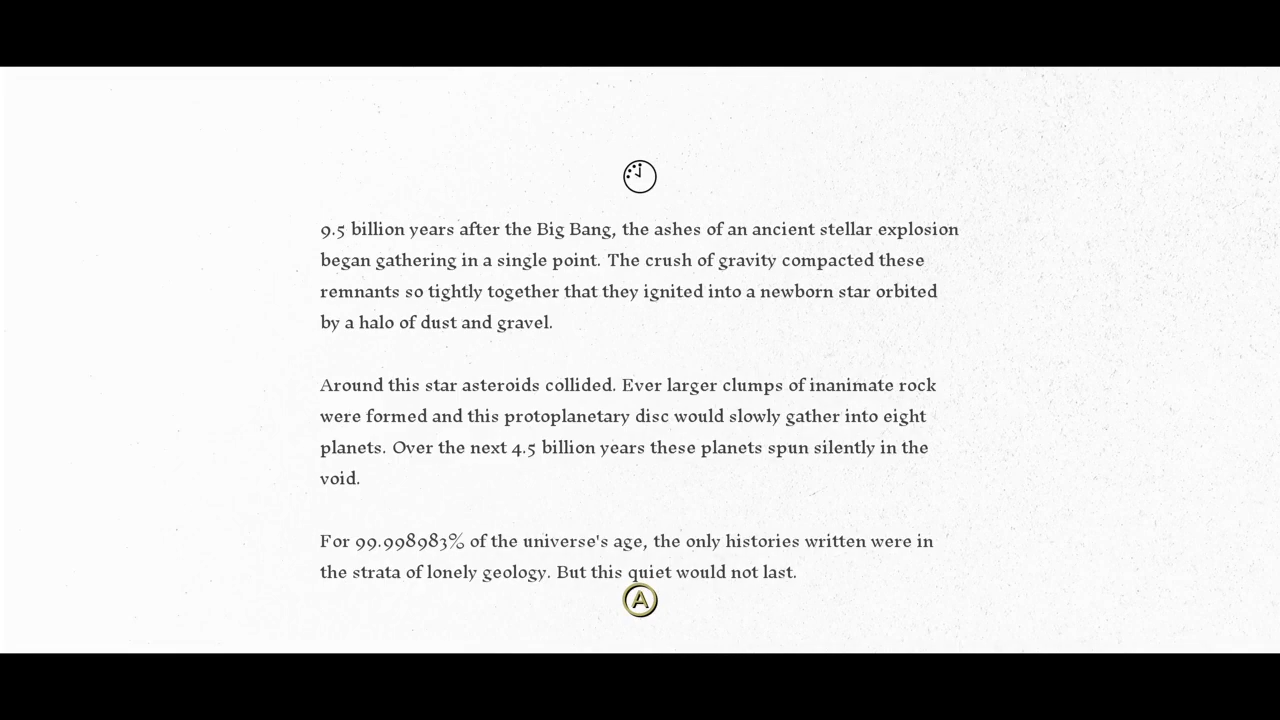 9.5 billion years after the Big Bang, the ashes of an ancient stellar explosion
began gathering in a single point. The crush of gravity compacted these
remnants so tightly together that they ignited into a newborn star orbited
by a halo of dust and gravel.
Around this star asteroids collided. Ever larger clumps of inanimate rock
were formed and this protoplanetary disc would slowly gather into eight
planets. Over the next 4.5 billion years these planets spun silently in the
void.
For 99.998983% of the universe's age, the only histories written were in
the strata of lonely geology. But this quiet would not last.
A